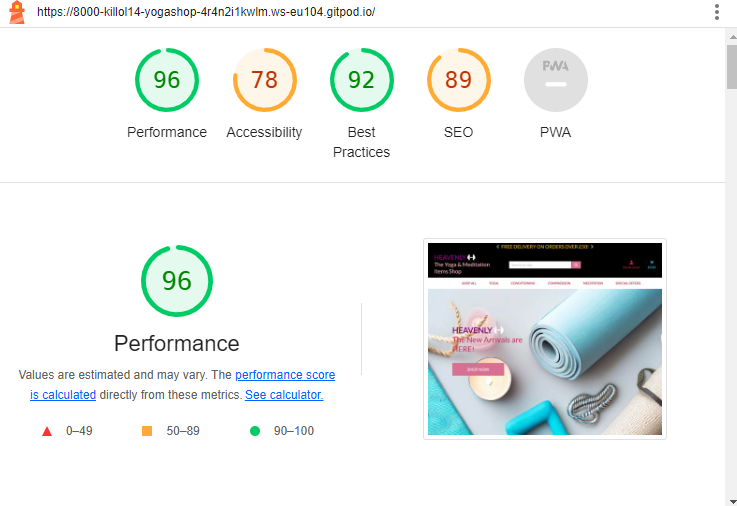 https://8000-killol14-yogashop-4r4n2i1kwlm.ws-eu104.gitpod.io/
96
78
92
89
PWA
Performance
Accessibility
Best
Practices
SEO
PWA
96
Performance
Values are estimated and may vary. The performance score
is calculated directly from these metrics. See calculator.
0–49
50–89
90–100
FREE DELIVERY ON ORDERS OVER
HEAVENLY
The Yoga & Meditation
Items Shop
SHOP ALL
YOGA
CONDITIONING
COMPRESSION
MEDITATION
SPECIAL OFFERS
HEAVENLY
The New Arrivals are
HERE!
SHOP NOW